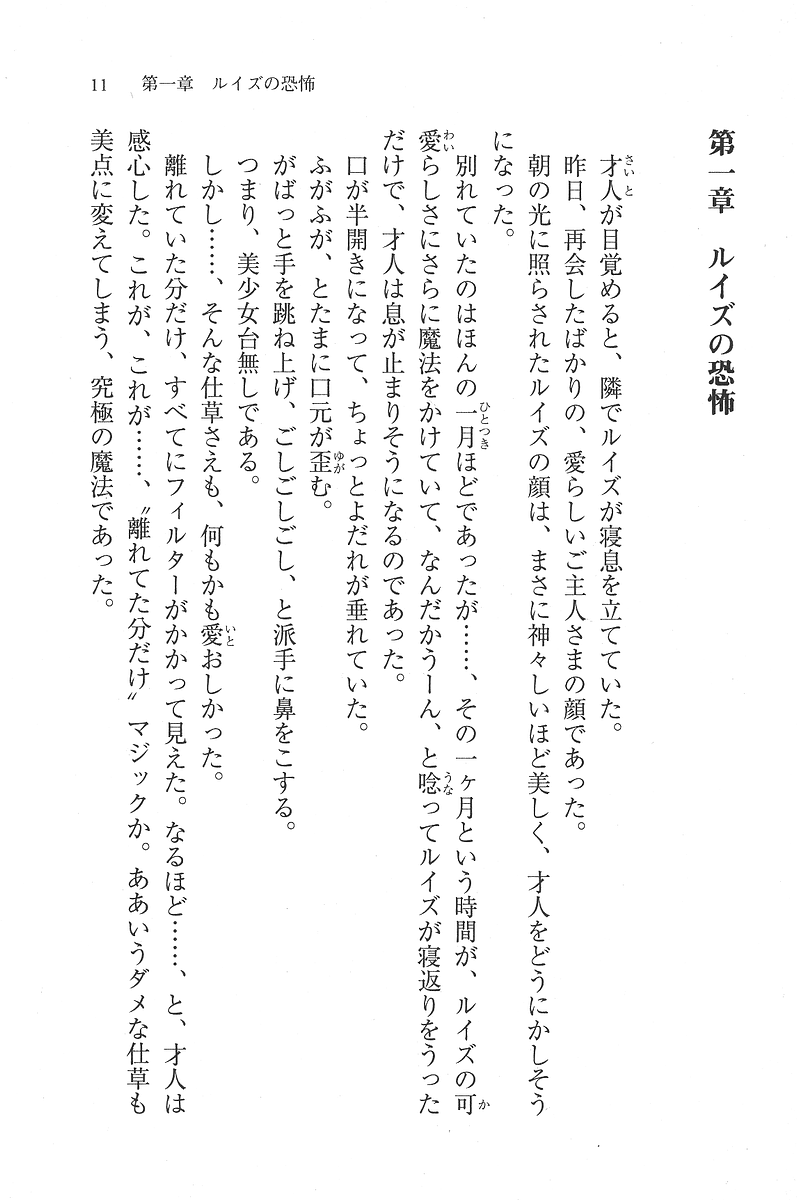 11　第一章　ルイズの恐怖
第一章　ルイズの恐怖
才人が目覚めると、隣でルイズが寝息を立てていた。
昨日、再会したばかりの、愛らしいご主人さまの顔であった。
朝の光に照らされたルイズの顔は、まさに神々しいほど美しく、才人をどうにかしそう
になった。
別れていたのはほんの一月ほどであったが……、その一ヶ月という時間が、ルイズの可
愛らしさにさらに魔法をかけていて、なんだかうーん、と唸ってルイズが寝返りをうった
だけで、才人は息が止まりそうになるのであった。
口が半開きになって、ちょっとよだれが垂れていた。
ふがふが、とたまに口元が歪む。
がばっと手を跳ね上げ、ごしごしごし、と派手に鼻をこする。
つまり、美少女台無しである。
しかし……、そんな仕草さえも、何もかも愛おしかった。
離れていた分だけ、すべてにフィルターがかかって見えた。なるほど……、と、才人は
感心した。これが、これが……、〝離れてた分だけ〟マジックか。ああいうダメな仕草も
美点に変えてしまう、究極の魔法であった。